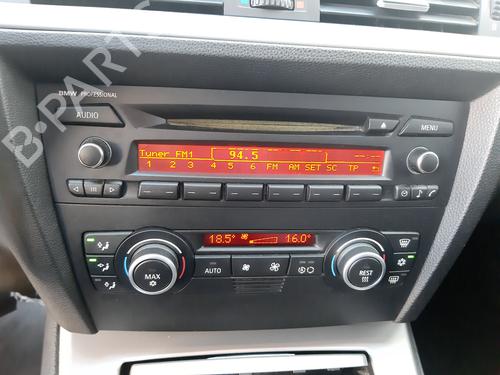 BMW PROFESSIONAL
AUDIO
MENU
Tuner FM1
94.5
--:--
1 2 3 4 5 6 FM AM SET SC TP
18.5° 16.0°
MAX
AUTO
REST
B-PARTS